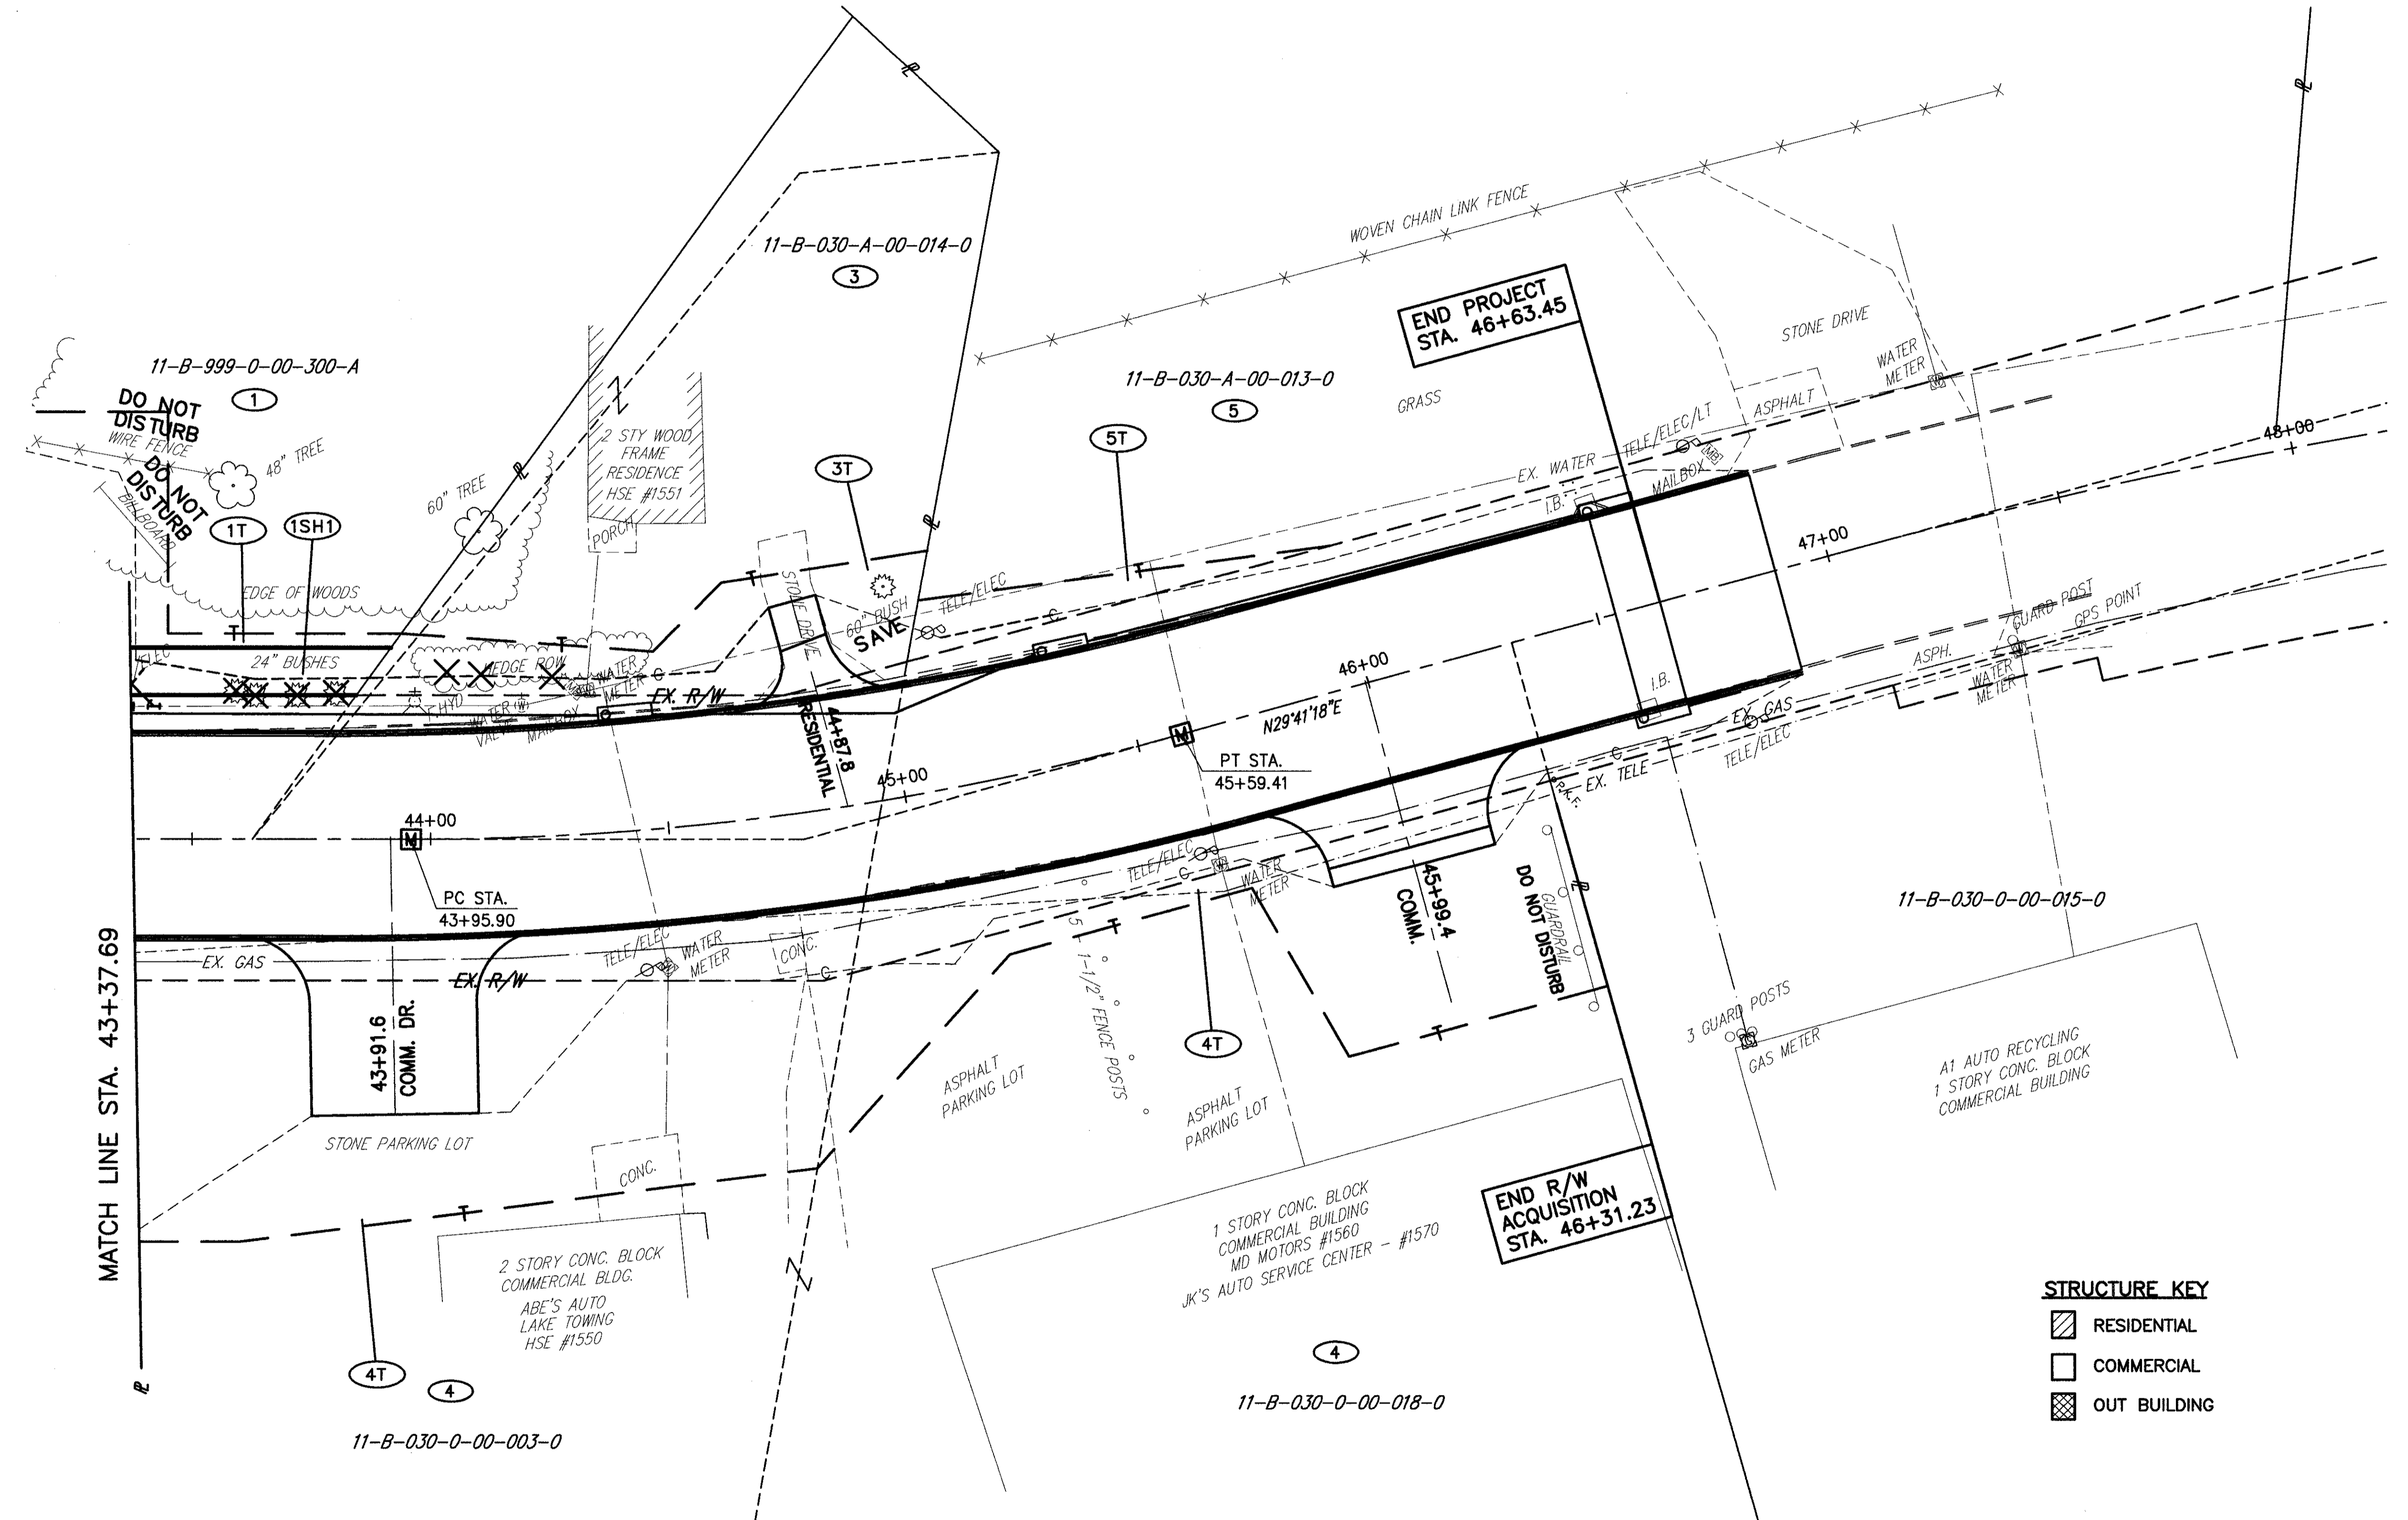 11-B-030-A-00-014-0
3
WOVEN CHAIN LINK FENCE
END PROJECT
STA. 46+63.45
STONE DRIVE
WATER
METER
11-B-999-0-00-300-A
1
DO NOT
DISTURB
WIRE FENCE
48" TREE
DO NOT
DISTURB
BILLBOARD
1T
1SH1
EDGE OF WOODS
60" TREE
2 STY WOOD
FRAME
RESIDENCE
HSE #1551
PORCH
3T
5T
11-B-030-A-00-013-0
5
GRASS
ASPHALT
TELE/ELEC/LT
EX. WATER
MB
MAILBOX
I.B.
48+00
47+00
STONE DRIVE
60" BUSH
SAVE
TELE/ELEC
24" BUSHES
HEDGE ROW
WATER
METER
EX. R/W
F.HYD
WATER
VALVE
MAILBOX
44+87.8
RESIDENTIAL
45+00
46+00
N29°41'18"E
M
PT STA.
45+59.41
I.B.
EX. GAS
TELE/ELEC
EX. TELE
P.K.F.
ASPH.
WATER
METER
GUARD POST
GPS POINT
44+00
M
PC STA.
43+95.90
MATCH LINE STA. 43+37.69
EX. GAS
EX. R/W
43+91.6
COMM. DR.
TELE/ELEC
WATER
METER
CONC.
TELE/ELEC
WATER
METER
45+99.4
COMM.
DO NOT DISTURB
GUARDRAIL
11-B-030-0-00-015-0
5 - 1-1/2" FENCE POSTS
4T
ASPHALT
PARKING LOT
ASPHALT
PARKING LOT
3 GUARD POSTS
GAS METER
A1 AUTO RECYCLING
1 STORY CONC. BLOCK
COMMERCIAL BUILDING
STONE PARKING LOT
CONC.
2 STORY CONC. BLOCK
COMMERCIAL BLDG.
ABE'S AUTO
LAKE TOWING
HSE #1550
1 STORY CONC. BLOCK
COMMERCIAL BUILDING
MD MOTORS #1560
JK'S AUTO SERVICE CENTER - #1570
END R/W
ACQUISITION
STA. 46+31.23
4T
4
11-B-030-0-00-003-0
4
11-B-030-0-00-018-0
STRUCTURE KEY
RESIDENTIAL
COMMERCIAL
OUT BUILDING